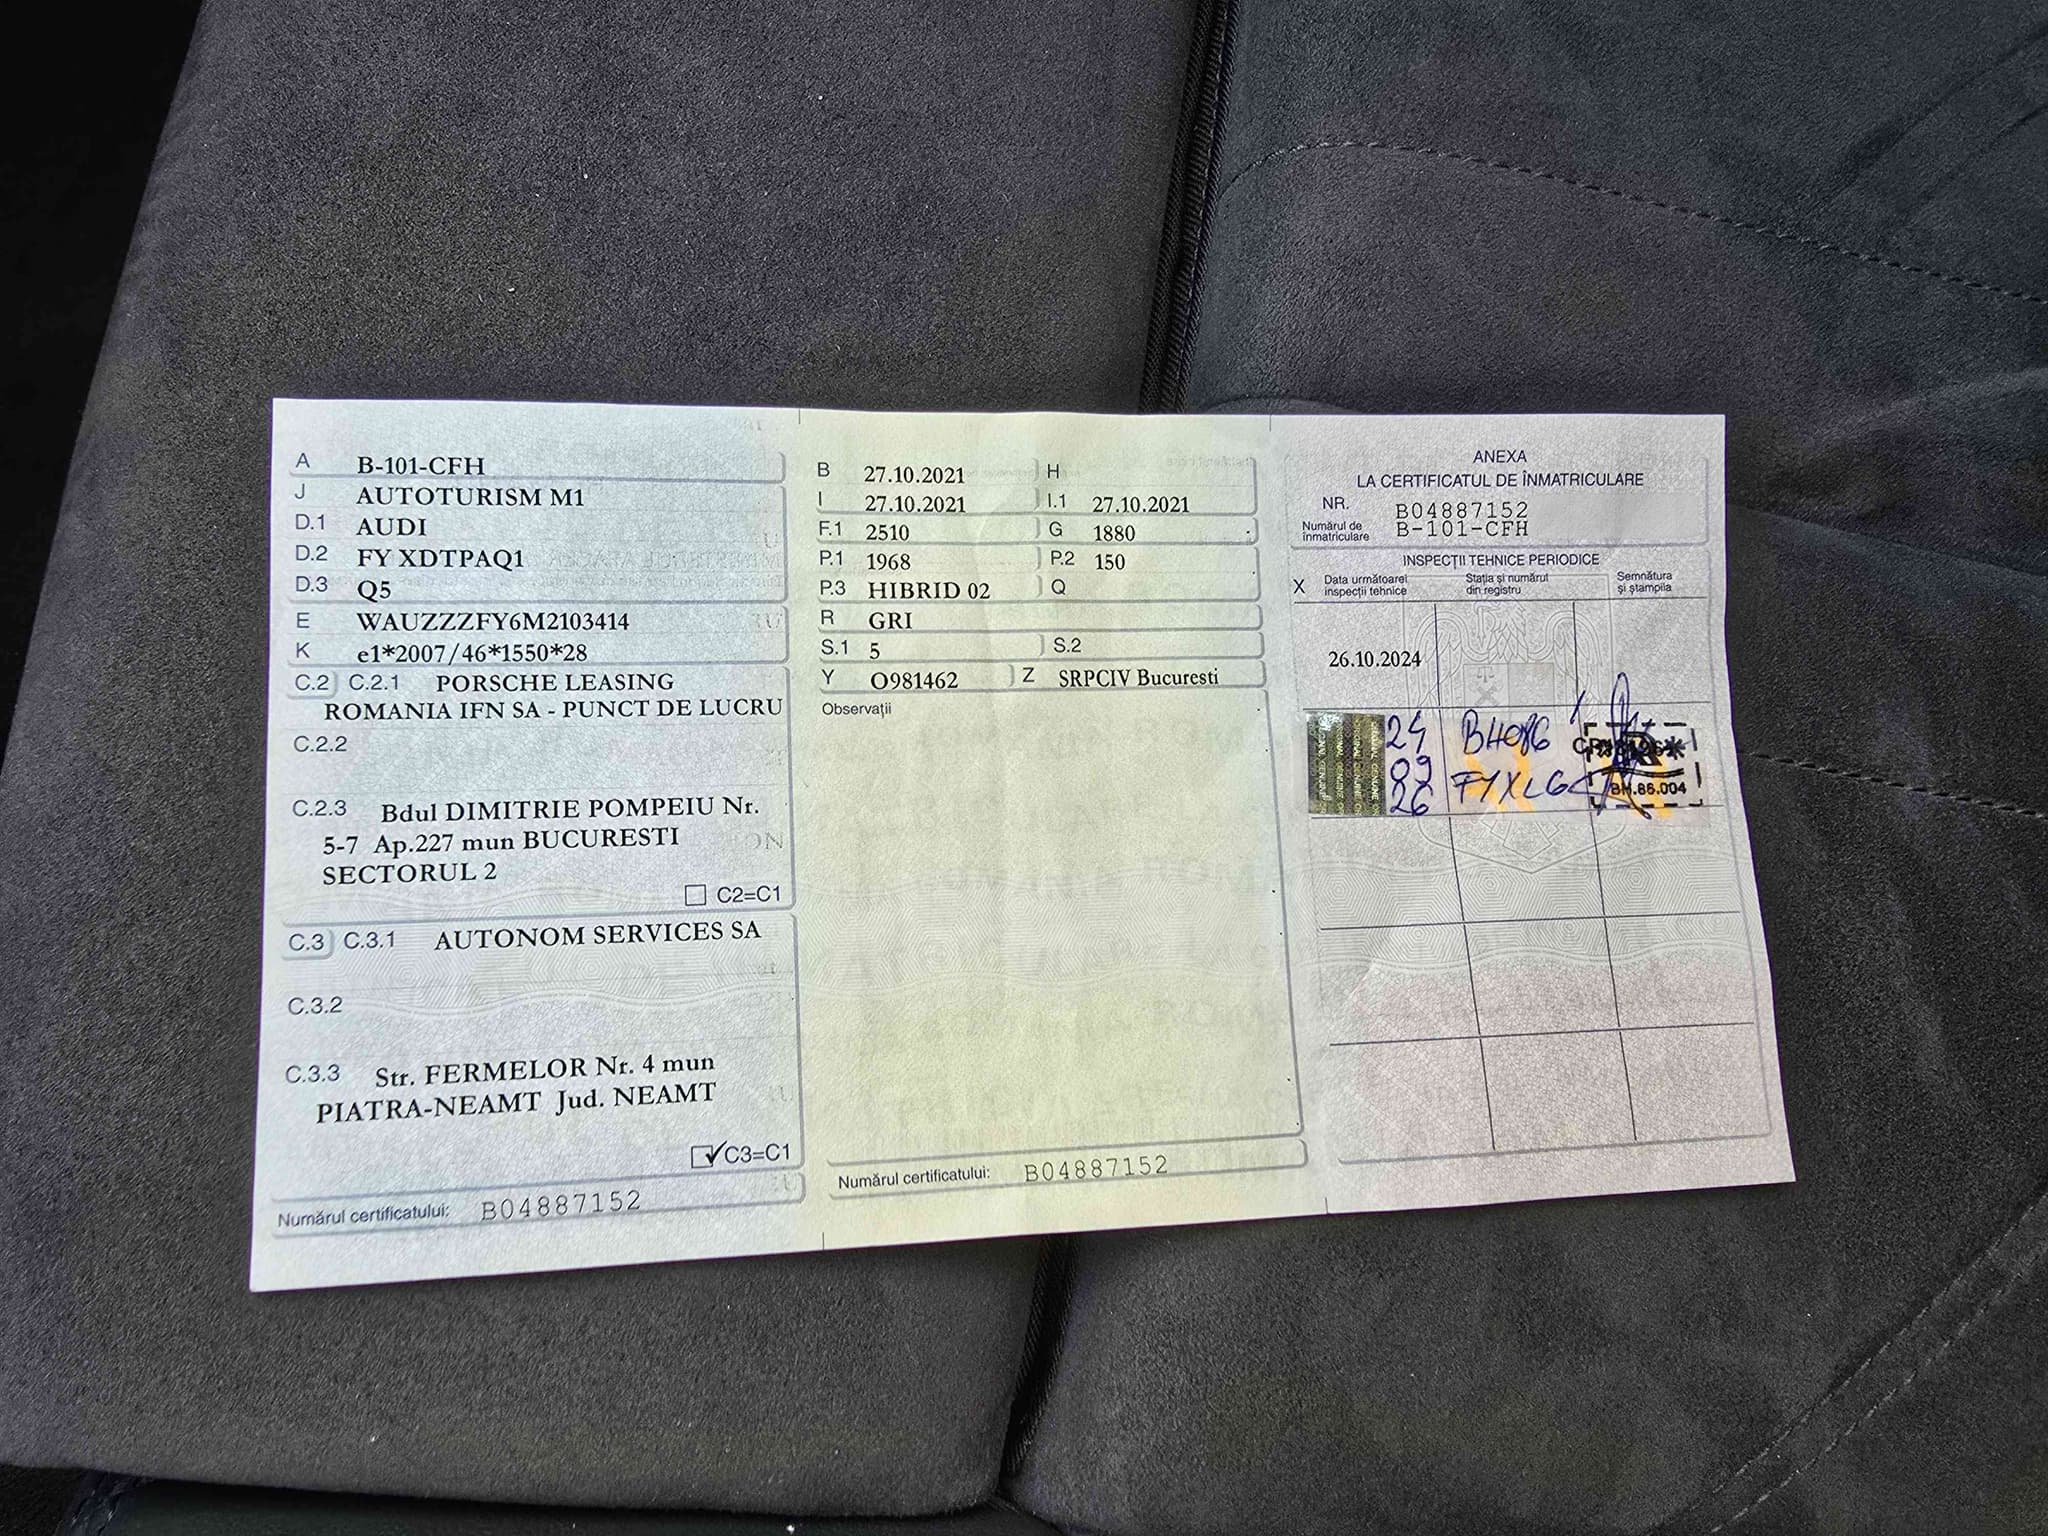 A B-101-CFH
J AUTOTURISM M1
D.1 AUDI
D.2 FY XDTPAQ1
D.3 Q5
E WAUZZZFY6M2103414
K e1*2007/46*1550*28
C.2 C.2.1 PORSCHE LEASING
ROMANIA IFN SA - PUNCT DE LUCRU
C.2.2
C.2.3 Bdul DIMITRIE POMPEIU Nr.
5-7 Ap.227 mun BUCURESTI
SECTORUL 2
C2=C1
C.3 C.3.1 AUTONOM SERVICES SA
C.3.2
C.3.3 Str. FERMELOR Nr. 4 mun
PIATRA-NEAMT Jud. NEAMT
C3=C1
Numărul certificatului: B04887152
B 27.10.2021 H
I 27.10.2021 I.1 27.10.2021
F.1 2510 G 1880
P.1 1968 P.2 150
P.3 HIBRID 02 Q
R GRI
S.1 5 S.2
Y O981462 Z SRPCIV Bucuresti
Observații
Numărul certificatului: B04887152
ANEXA
LA CERTIFICATUL DE ÎNMATRICULARE
NR. B04887152
Numărul de
înmatriculare B-101-CFH
INSPECȚII TEHNICE PERIODICE
X Data următoarei
inspecții tehnice
Stația și numărul
din registru
Semnătura
și ștampila
26.10.2024
24
09
26
BH086
FYXLG
BH.86.004